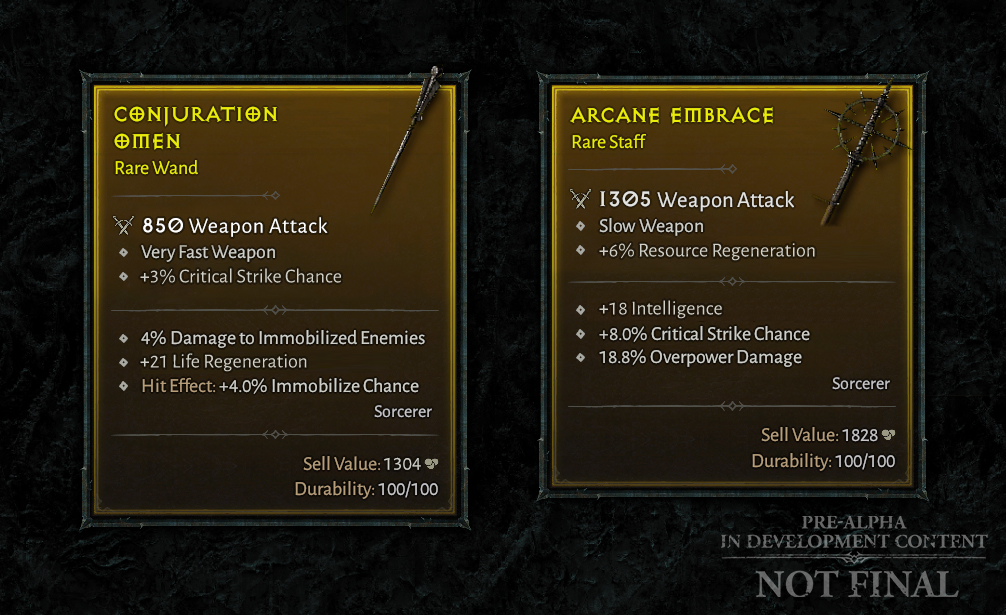 CONJURATION
OMEN
Rare Wand
850 Weapon Attack
Very Fast Weapon
+3% Critical Strike Chance
4% Damage to Immobilized Enemies
+21 Life Regeneration
Hit Effect: +4.0% Immobilize Chance
Sorcerer
Sell Value: 1304
Durability: 100/100
ARCANE EMBRACE
Rare Staff
1305 Weapon Attack
Slow Weapon
+6% Resource Regeneration
+18 Intelligence
+8.0% Critical Strike Chance
18.8% Overpower Damage
Sorcerer
Sell Value: 1828
Durability: 100/100
PRE-ALPHA
IN DEVELOPMENT CONTENT
NOT FINAL